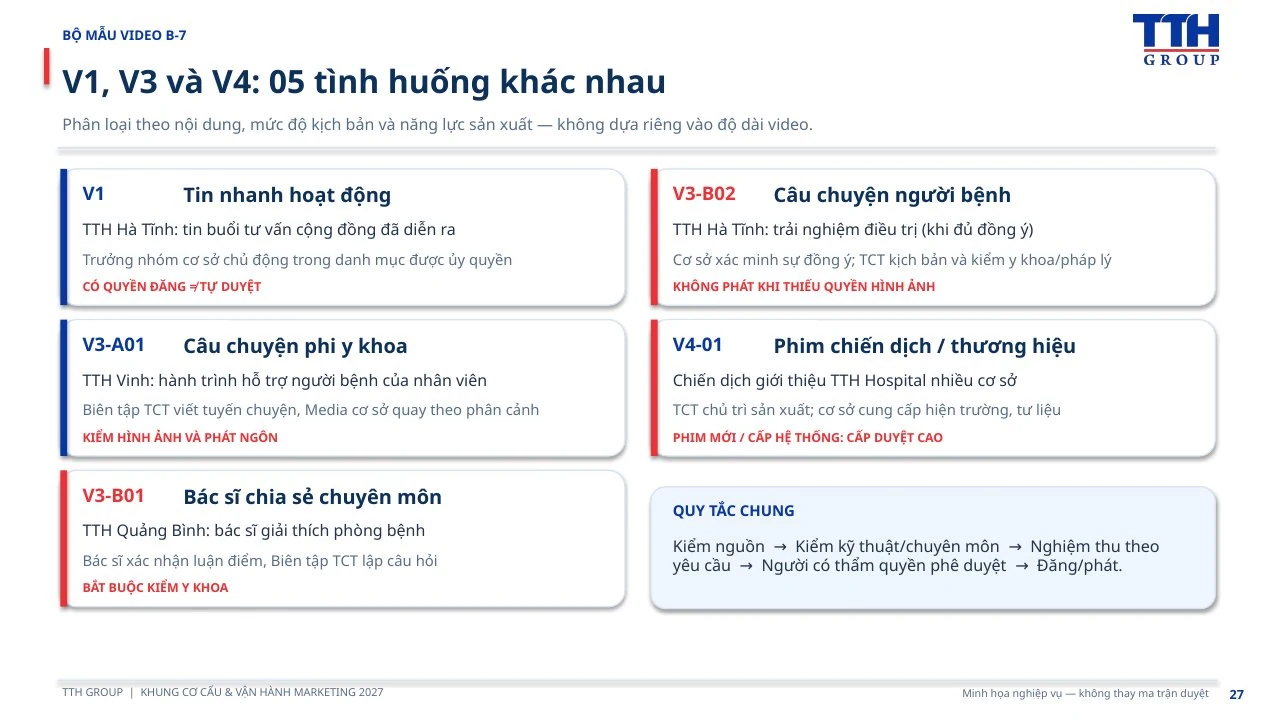 BỘ MẪU VIDEO B-7
TTH
GROUP
V1, V3 và V4: 05 tình huống khác nhau
Phân loại theo nội dung, mức độ kịch bản và năng lực sản xuất — không dựa riêng vào độ dài video.
V1 Tin nhanh hoạt động
TTH Hà Tĩnh: tin buổi tư vấn cộng đồng đã diễn ra
Trưởng nhóm cơ sở chủ động trong danh mục được ủy quyền
CÓ QUYỀN ĐĂNG ≠ TỰ DUYỆT
V3-A01 Câu chuyện phi y khoa
TTH Vinh: hành trình hỗ trợ người bệnh của nhân viên
Biên tập TCT viết tuyến chuyện, Media cơ sở quay theo phân cảnh
KIỂM HÌNH ẢNH VÀ PHÁT NGÔN
V3-B01 Bác sĩ chia sẻ chuyên môn
TTH Quảng Bình: bác sĩ giải thích phòng bệnh
Bác sĩ xác nhận luận điểm, Biên tập TCT lập câu hỏi
BẮT BUỘC KIỂM Y KHOA
V3-B02 Câu chuyện người bệnh
TTH Hà Tĩnh: trải nghiệm điều trị (khi đủ đồng ý)
Cơ sở xác minh sự đồng ý; TCT kịch bản và kiểm y khoa/pháp lý
KHÔNG PHÁT KHI THIẾU QUYỀN HÌNH ẢNH
V4-01 Phim chiến dịch / thương hiệu
Chiến dịch giới thiệu TTH Hospital nhiều cơ sở
TCT chủ trì sản xuất; cơ sở cung cấp hiện trường, tư liệu
PHIM MỚI / CẤP HỆ THỐNG: CẤP DUYỆT CAO
QUY TẮC CHUNG
Kiểm nguồn → Kiểm kỹ thuật/chuyên môn → Nghiệm thu theo
yêu cầu → Người có thẩm quyền phê duyệt → Đăng/phát.
TTH GROUP | KHUNG CƠ CẤU & VẬN HÀNH MARKETING 2027
Minh họa nghiệp vụ — không thay ma trận duyệt 27